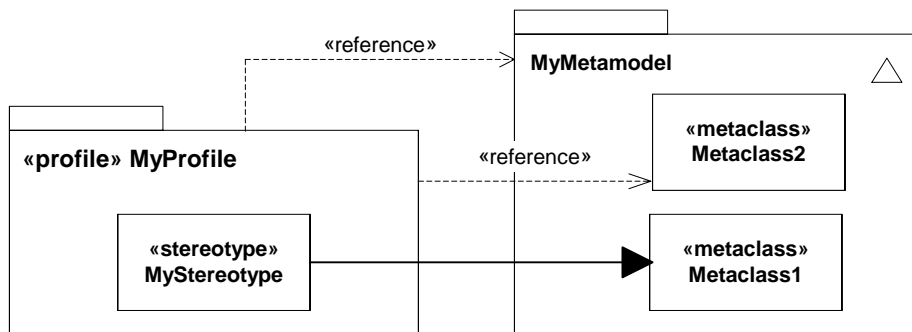 «reference»
MyMetamodel
«profile» MyProfile
«reference»
«metaclass»
Metaclass2
«stereotype»
MyStereotype
«metaclass»
Metaclass1